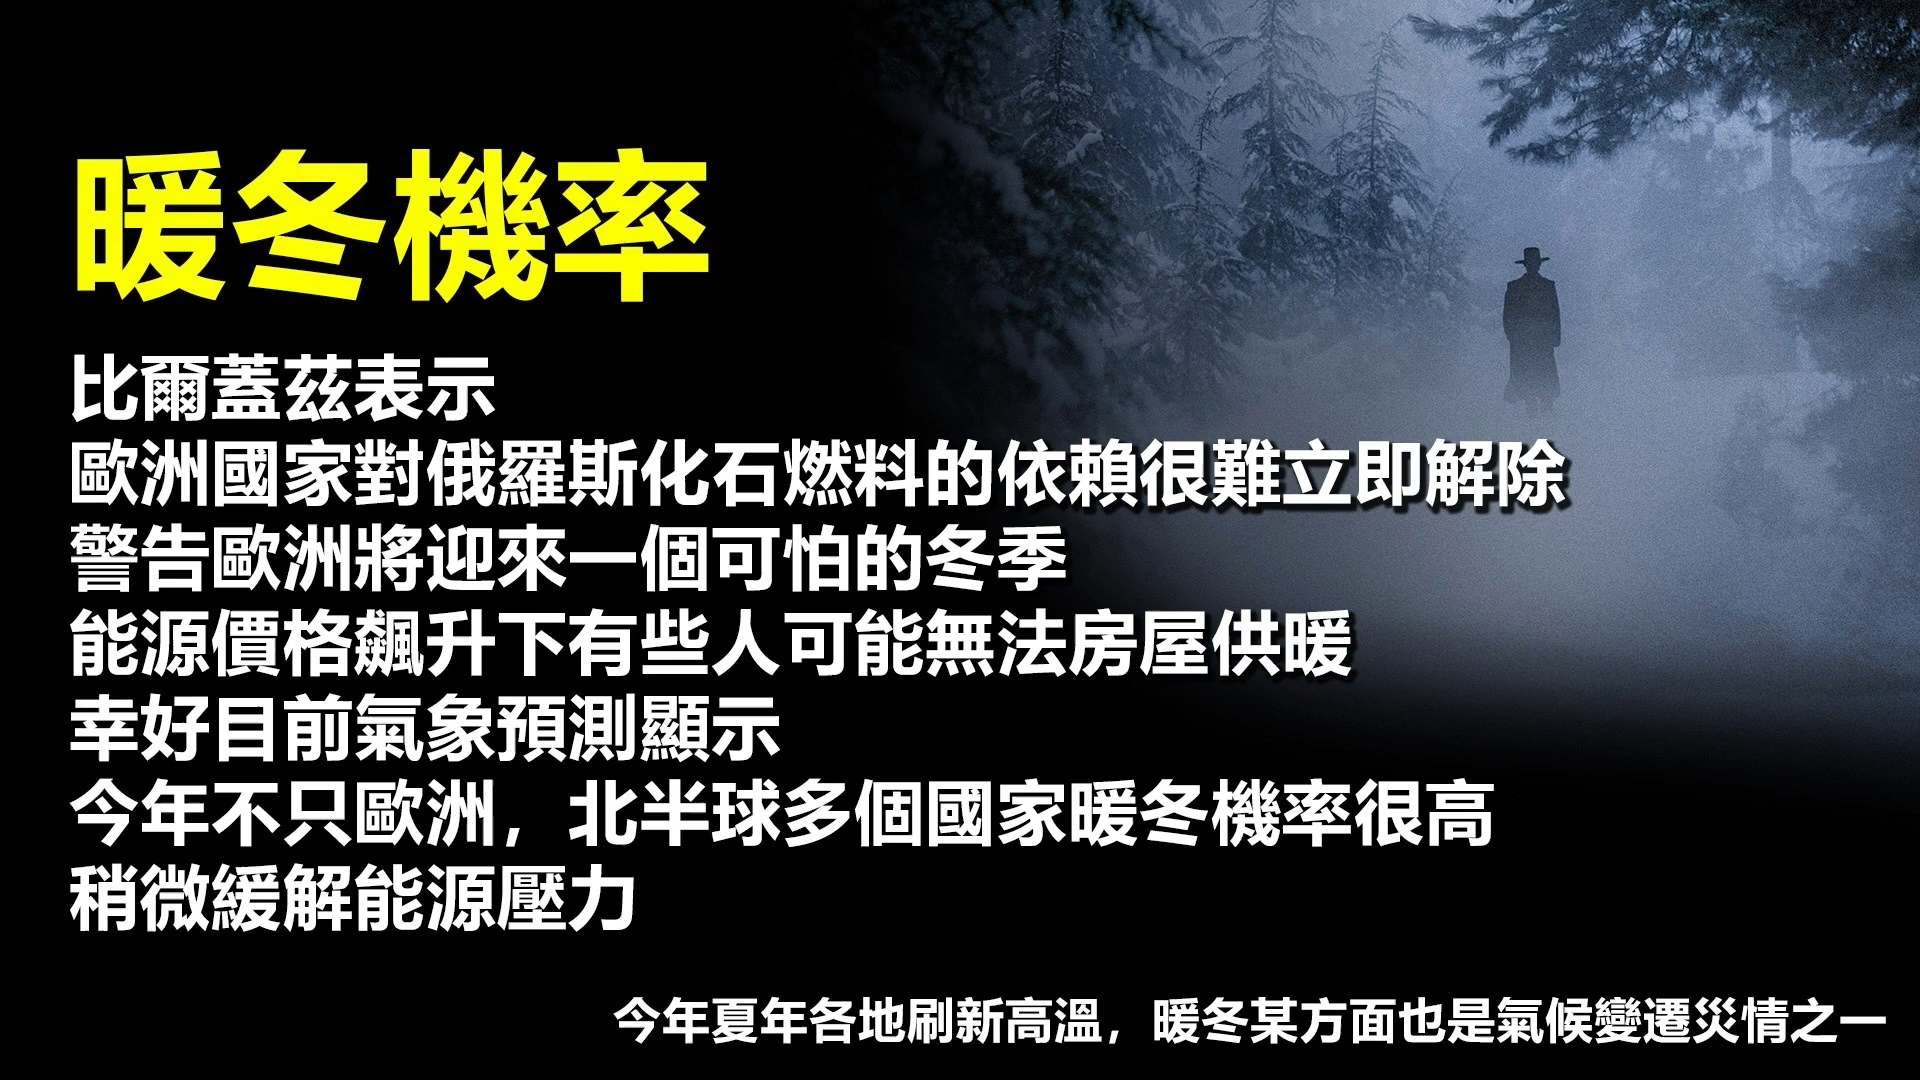 暖冬機率
比爾蓋茲表示
歐洲國家對俄羅斯化石燃料的依賴很難立即解除
警告歐洲將迎來一個可怕的冬季
能源價格飆升下有些人可能無法房屋供暖
幸好目前氣象預測顯示
今年不只歐洲，北半球多個國家暖冬機率很高
稍微緩解能源壓力
今年夏年各地刷新高溫，暖冬某方面也是氣候變遷災情之一